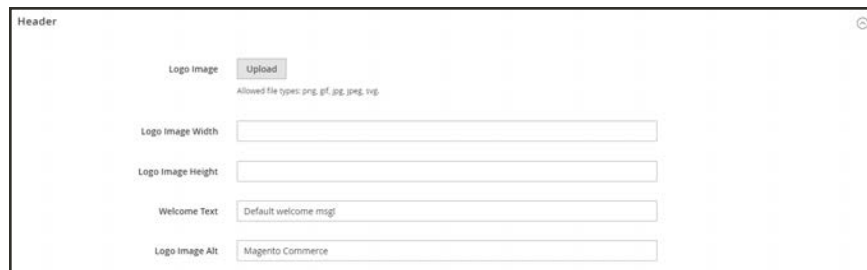 Header
Logo Image
Upload
Allowed file types: png, gif, jpg, jpeg, svg.
Logo Image Width
Logo Image Height
Welcome Text
Default welcome msg!
Logo Image Alt
Magento Commerce